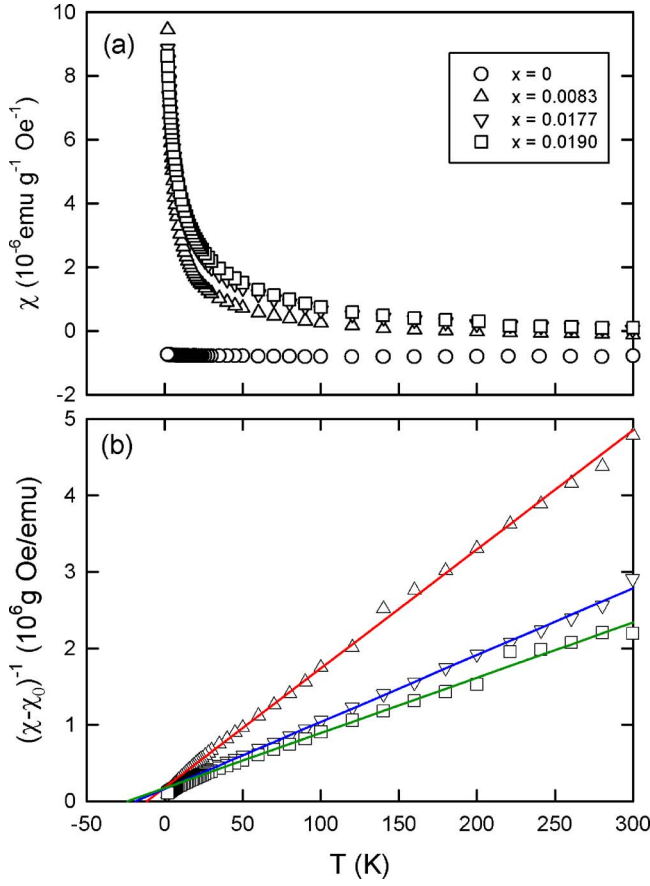 (a)
10
8
6
4
2
0
-2
χ (10⁻⁶emu g⁻¹ Oe⁻¹)
x = 0
x = 0.0083
x = 0.0177
x = 0.0190
(b)
5
4
3
2
1
0
(χ-χ₀)⁻¹ (10⁶g Oe/emu)
0 50 100 150 200 250 300
T (K)